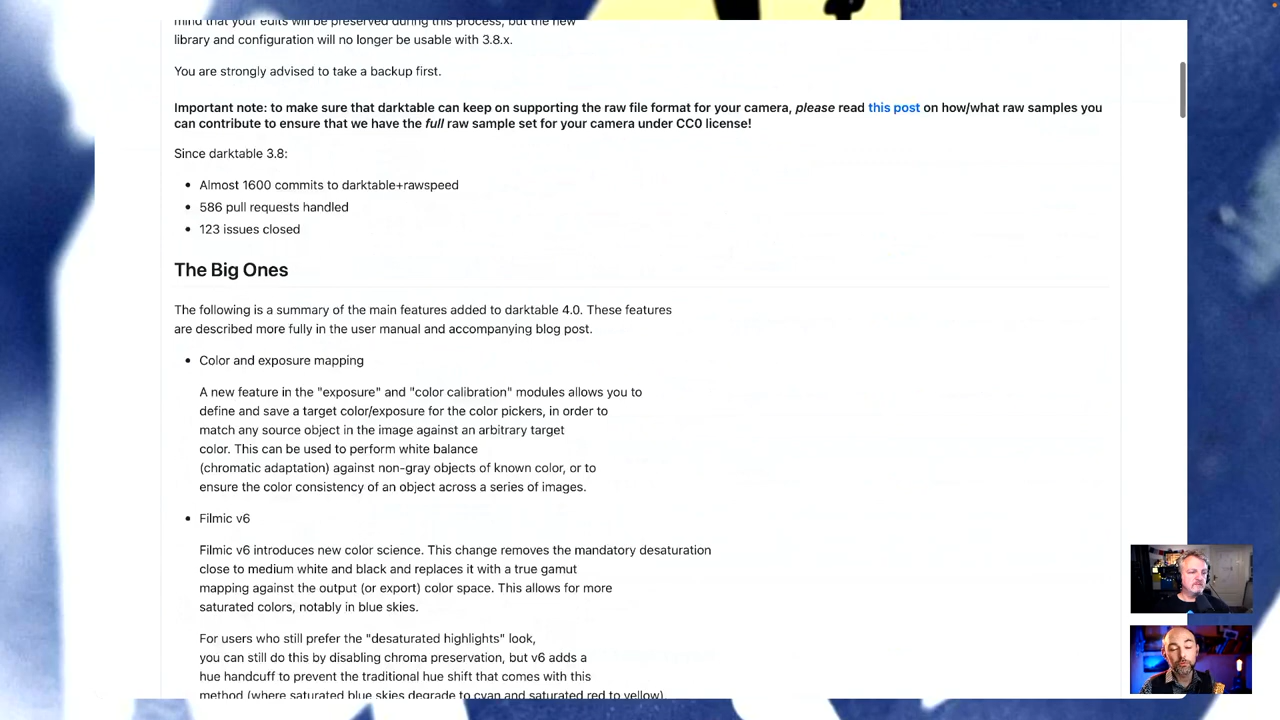 mind that your edits will be preserved during this process, but the new
library and configuration will no longer be usable with 3.8.x.
You are strongly advised to take a backup first.
Important note: to make sure that darktable can keep on supporting the raw file format for your camera, please read this post on how/what raw samples you
can contribute to ensure that we have the full raw sample set for your camera under CC0 license!
Since darktable 3.8:
• Almost 1600 commits to darktable+rawspeed
• 586 pull requests handled
• 123 issues closed
The Big Ones
The following is a summary of the main features added to darktable 4.0. These features
are described more fully in the user manual and accompanying blog post.
• Color and exposure mapping
A new feature in the "exposure" and "color calibration" modules allows you to
define and save a target color/exposure for the color pickers, in order to
match any source object in the image against an arbitrary target
color. This can be used to perform white balance
(chromatic adaptation) against non-gray objects of known color, or to
ensure the color consistency of an object across a series of images.
• Filmic v6
Filmic v6 introduces new color science. This change removes the mandatory desaturation
close to medium white and black and replaces it with a true gamut
mapping against the output (or export) color space. This allows for more
saturated colors, notably in blue skies.
For users who still prefer the "desaturated highlights" look,
you can still do this by disabling chroma preservation, but v6 adds a
hue handcuff to prevent the traditional hue shift that comes with this
method (where saturated blue skies degrade to cyan and saturated red to yellow).